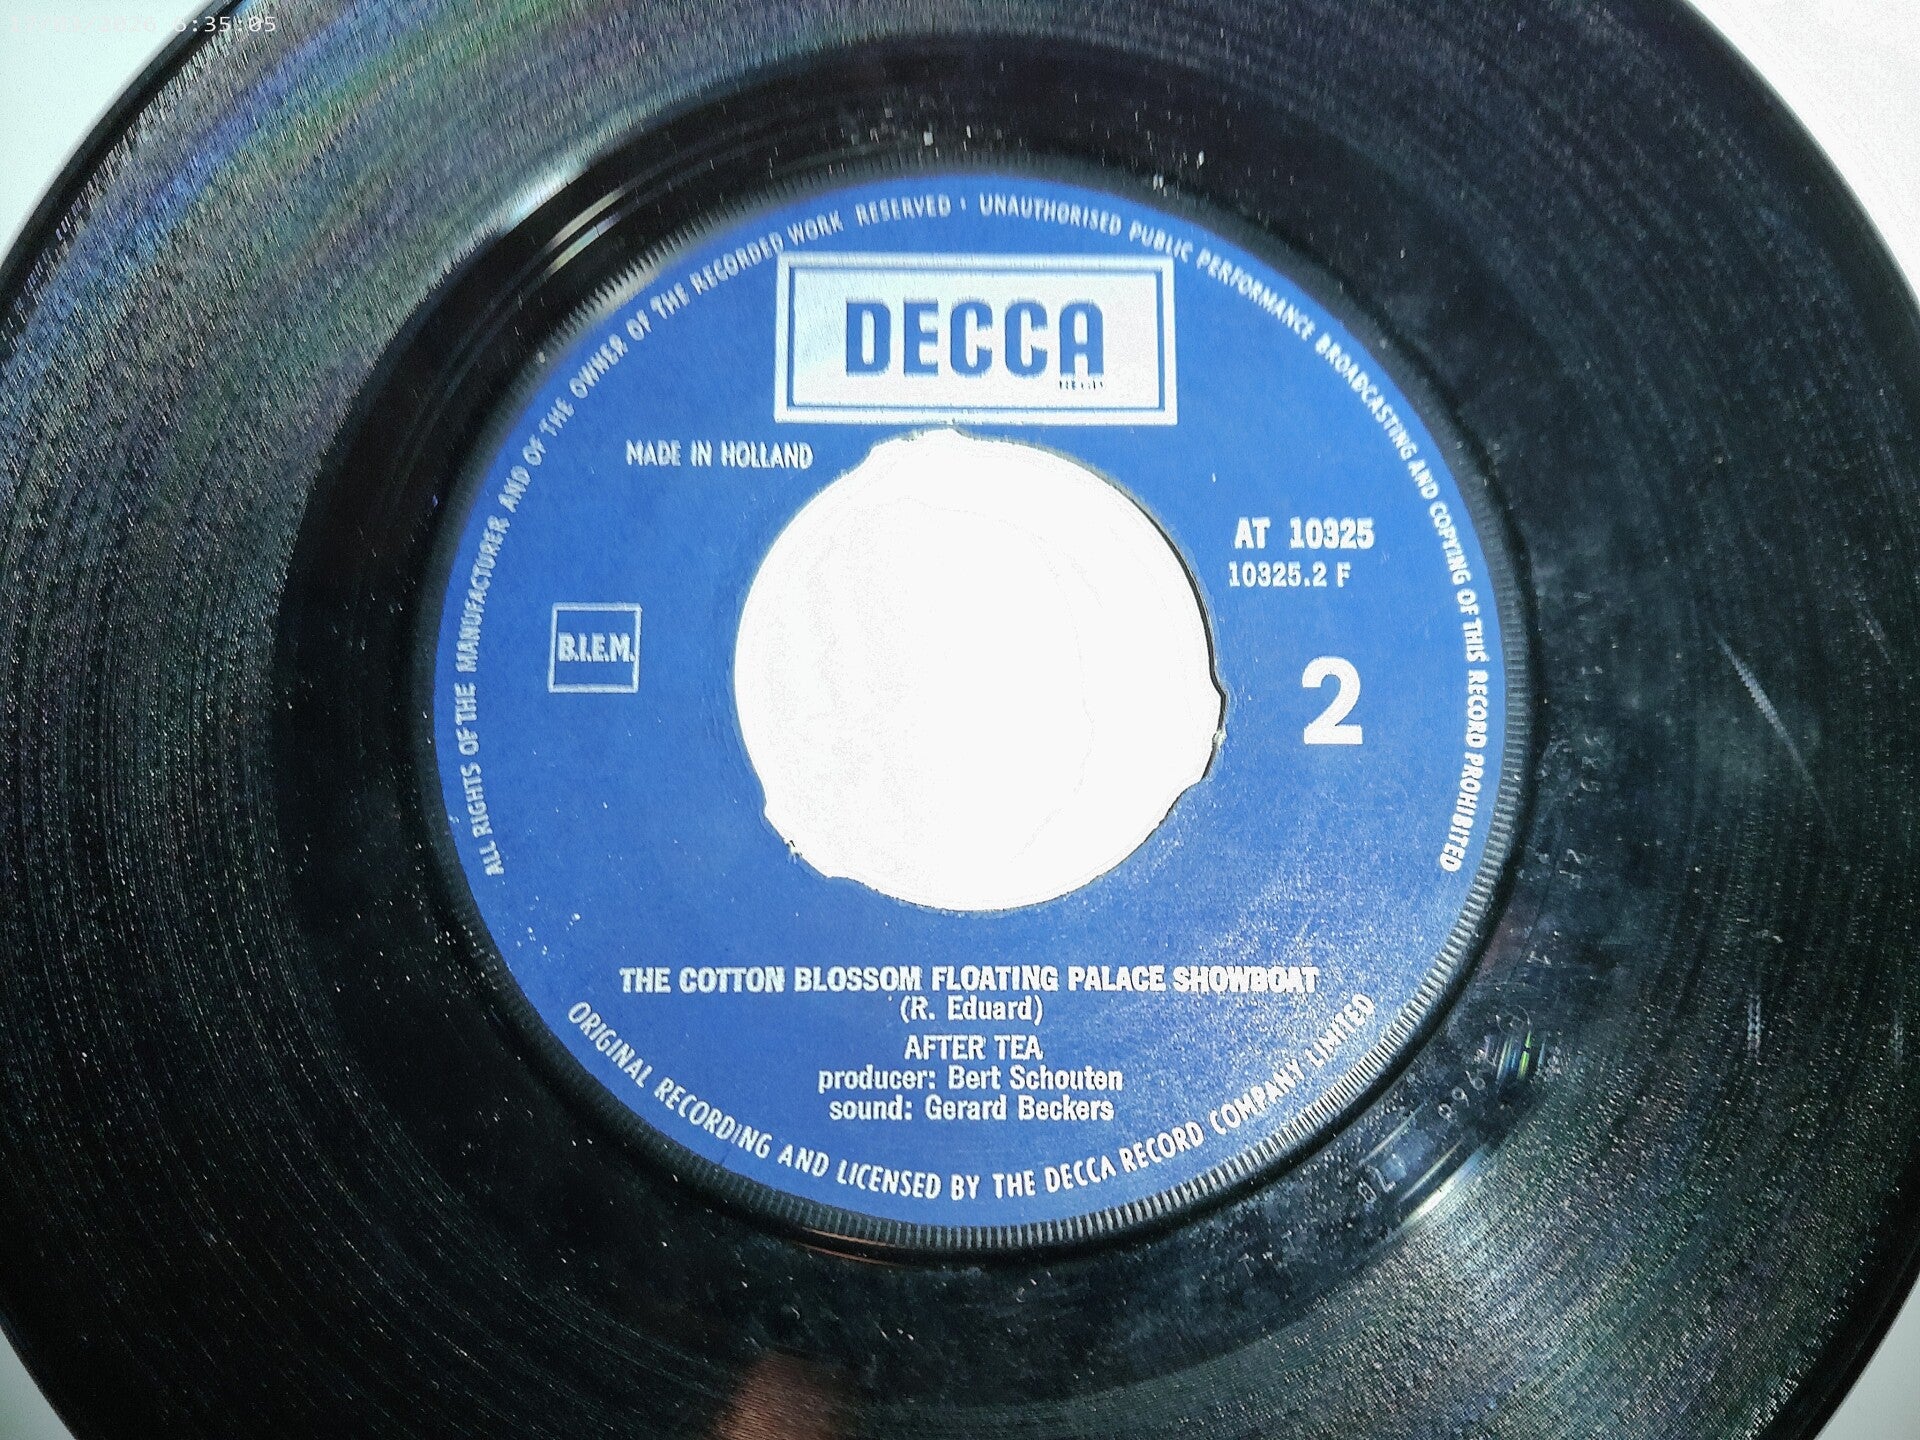 8:35:05
ALL RIGHTS OF THE MANUFACTURER AND OF THE OWNER OF THE RECORDED WORK RESERVED · UNAUTHORISED PUBLIC PERFORMANCE BROADCASTING AND COPYING OF THIS RECORD PROHIBITED
DECCA
MADE IN HOLLAND
AT 10325
10325.2 F
B.I.E.M.
2
THE COTTON BLOSSOM FLOATING PALACE SHOWBOAT
(R. Eduard)
AFTER TEA
producer: Bert Schouten
sound: Gerard Beckers
ORIGINAL RECORDING AND LICENSED BY THE DECCA RECORD COMPANY LIMITED